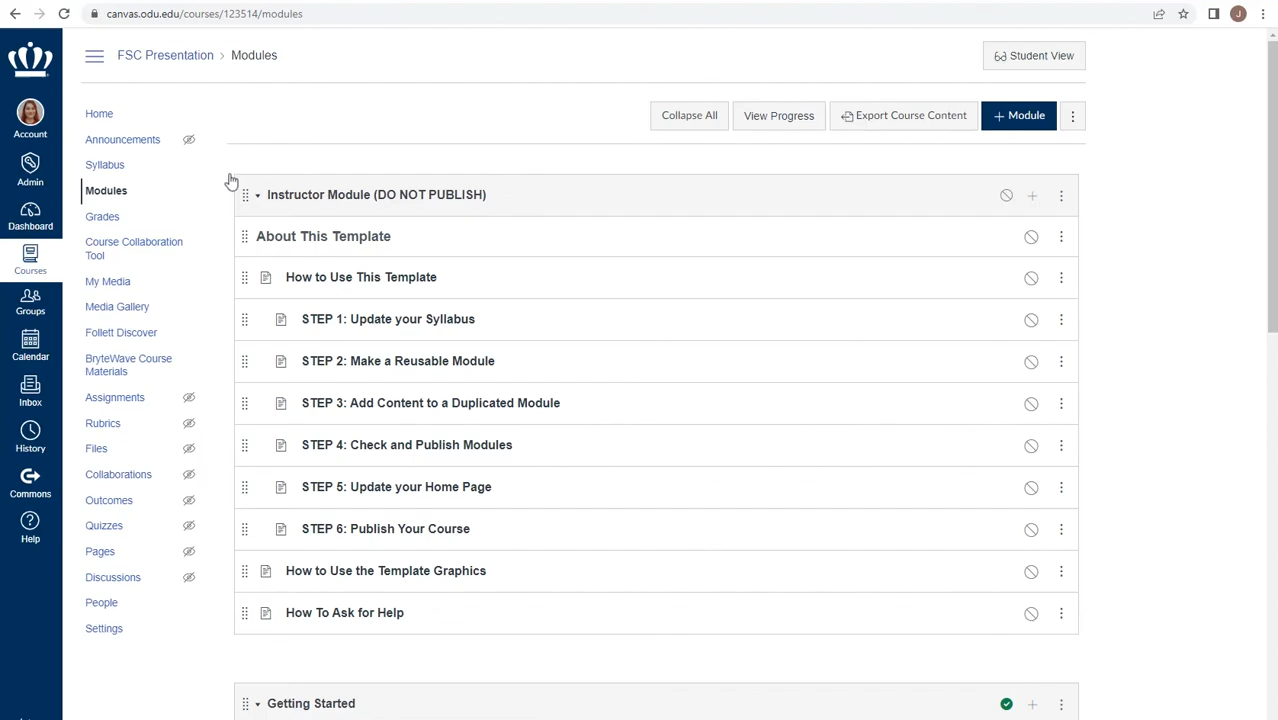 canvas.odu.edu/courses/123514/modules
J
FSC Presentation > Modules
Student View
Account
Admin
Dashboard
Courses
Groups
Calendar
Inbox
History
Commons
Help
Home
Announcements
Syllabus
Modules
Grades
Course Collaboration
Tool
My Media
Media Gallery
Follett Discover
BryteWave Course
Materials
Assignments
Rubrics
Files
Collaborations
Outcomes
Quizzes
Pages
Discussions
People
Settings
Collapse All
View Progress
Export Course Content
+ Module
Instructor Module (DO NOT PUBLISH)
About This Template
How to Use This Template
STEP 1: Update your Syllabus
STEP 2: Make a Reusable Module
STEP 3: Add Content to a Duplicated Module
STEP 4: Check and Publish Modules
STEP 5: Update your Home Page
STEP 6: Publish Your Course
How to Use the Template Graphics
How To Ask for Help
Getting Started